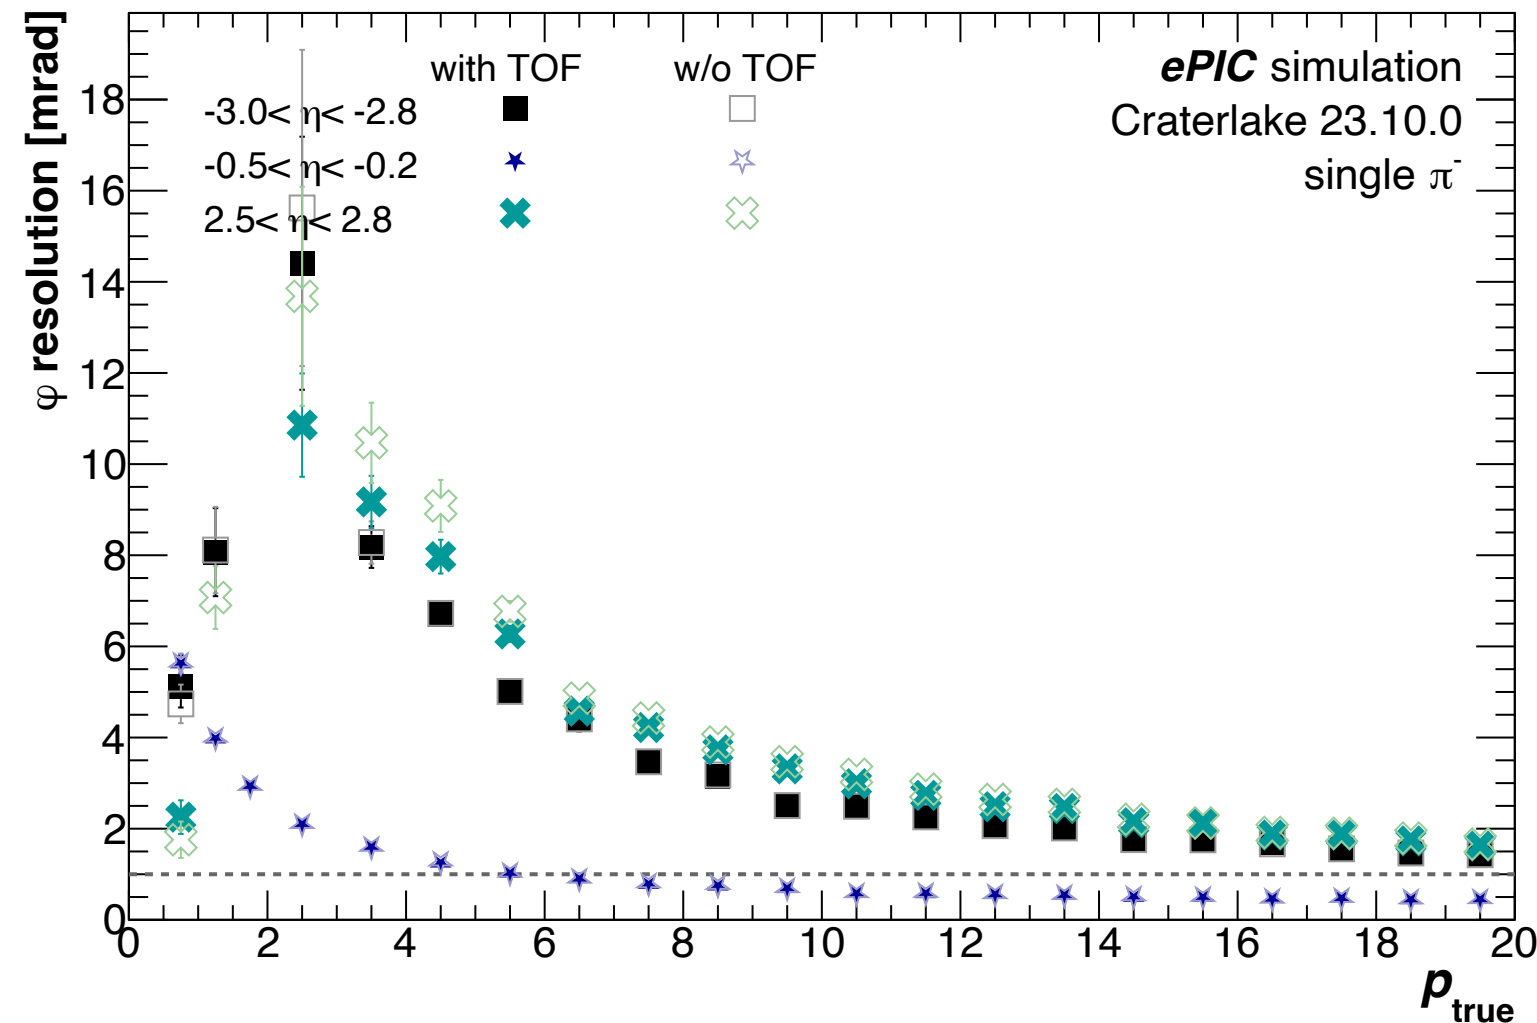 φ resolution [mrad]
with TOF w/o TOF
-3.0< η< -2.8
-0.5< η< -0.2
2.5< η< 2.8
ePIC simulation
Craterlake 23.10.0
single π-
18
16
14
12
10
8
6
4
2
0
0 2 4 6 8 10 12 14 16 18 20
p true